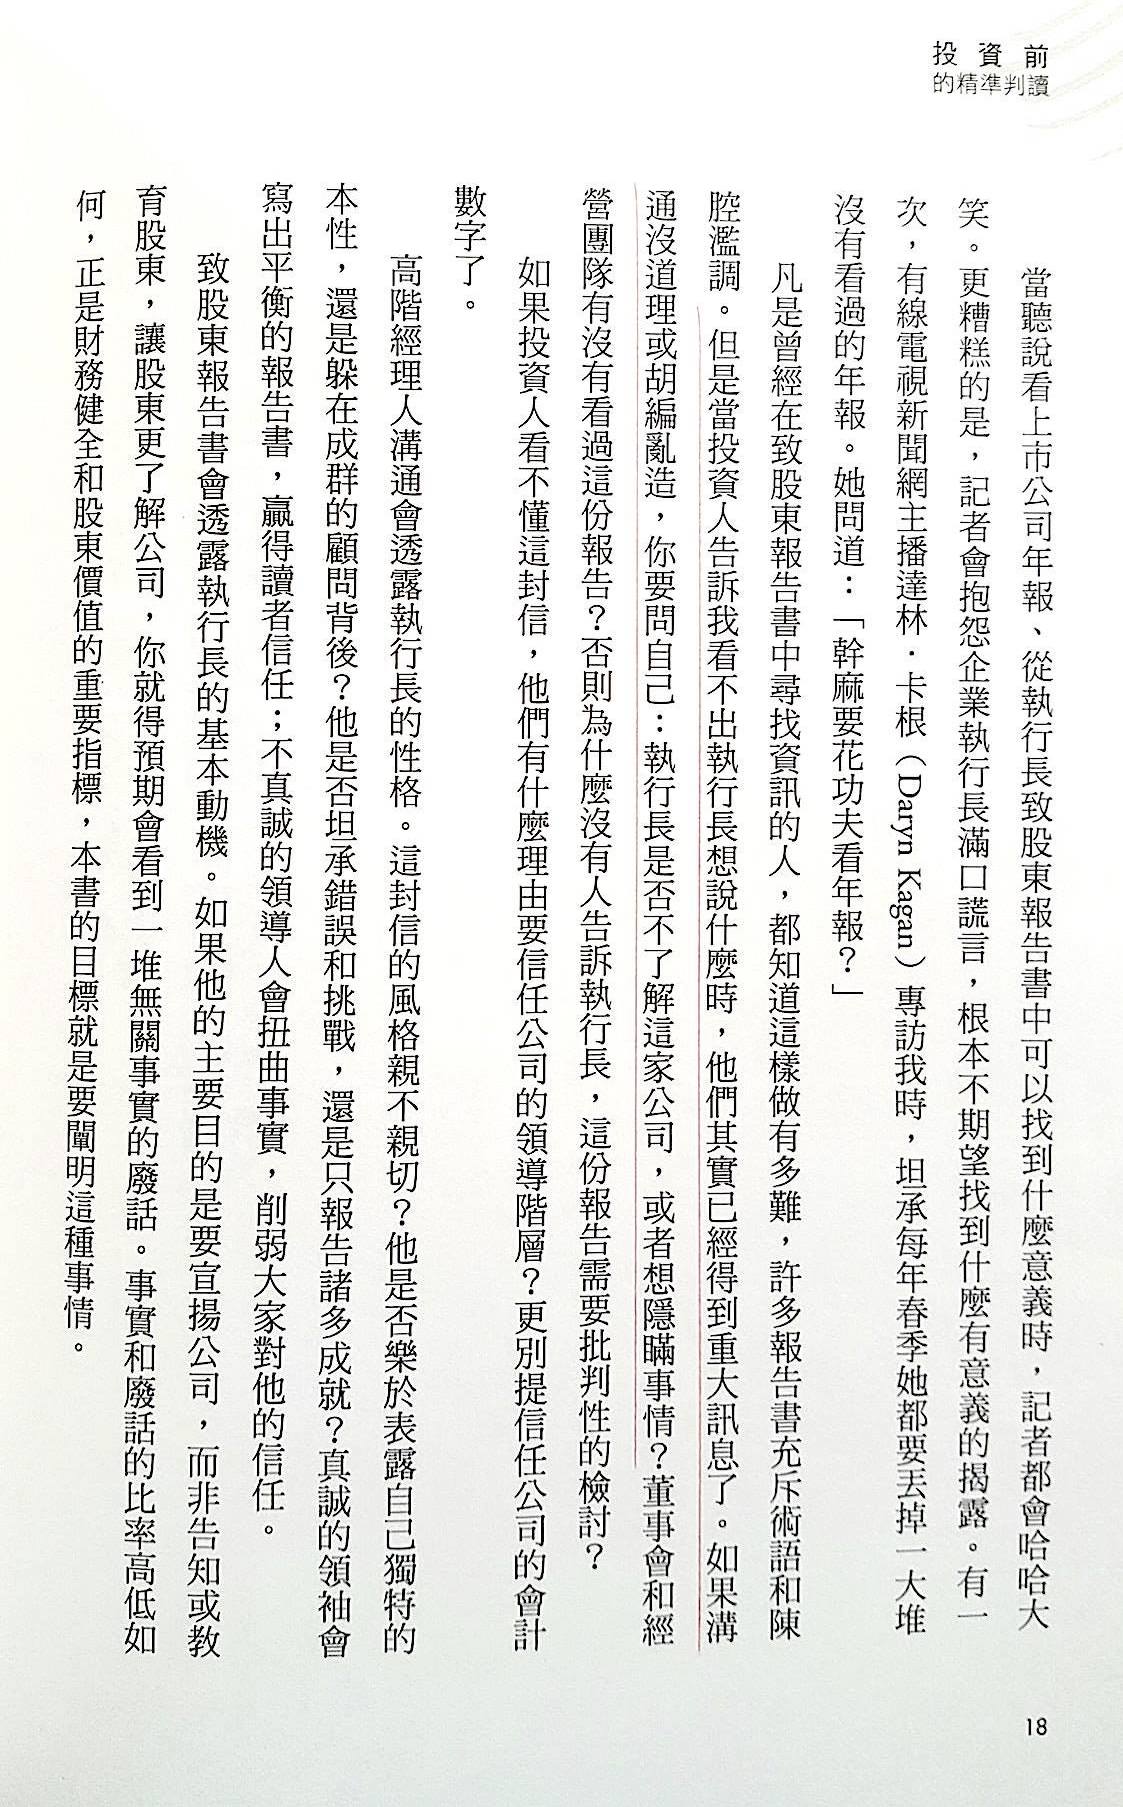 投資前
的精準判讀
當聽說看上市公司年報、從執行長致股東報告書中可以找到什麼意義時，記者都會哈哈大
笑。更糟糕的是，記者會抱怨企業執行長滿口謊言，根本不期望找到什麼有意義的揭露。有一
次，有線電視新聞網主播達林．卡根（Daryn Kagan）專訪我時，坦承每年春季她都要丟掉一大堆
沒有看過的年報。她問道：「幹麻要花功夫看年報？」
凡是曾經在致股東報告書中尋找資訊的人，都知道這樣做有多難，許多報告書充斥術語和陳
腔濫調。但是當投資人告訴我看不出執行長想說什麼時，他們其實已經得到重大訊息了。如果溝
通沒道理或胡編亂造，你要問自己：執行長是否不了解這家公司，或者想隱瞞事情？董事會和經
營團隊有沒有看過這份報告？否則為什麼沒有人告訴執行長，這份報告需要批判性的檢討？
如果投資人看不懂這封信，他們有什麼理由要信任公司的領導階層？更別提信任公司的會計
數字了。
高階經理人溝通會透露執行長的性格。這封信的風格親不親切？他是否樂於表露自己獨特的
本性，還是躲在成群的顧問背後？他是否坦承錯誤和挑戰，還是只報告諸多成就？真誠的領袖會
寫出平衡的報告書，贏得讀者信任；不真誠的領導人會扭曲事實，削弱大家對他的信任。
致股東報告書會透露執行長的基本動機。如果他的主要目的是要宣揚公司，而非告知或教
育股東，讓股東更了解公司，你就得預期會看到一堆無關事實的廢話。事實和廢話的比率高低如
何，正是財務健全和股東價值的重要指標，本書的目標就是要闡明這種事情。
18